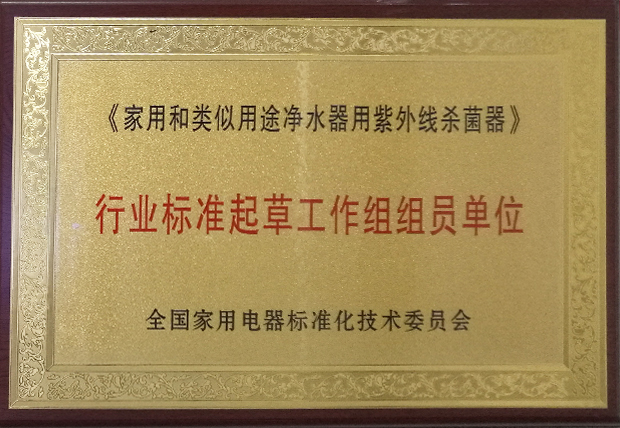 《家用和类似用途净水器用紫外线杀菌器》
行业标准起草工作组组员单位
全国家用电器标准化技术委员会